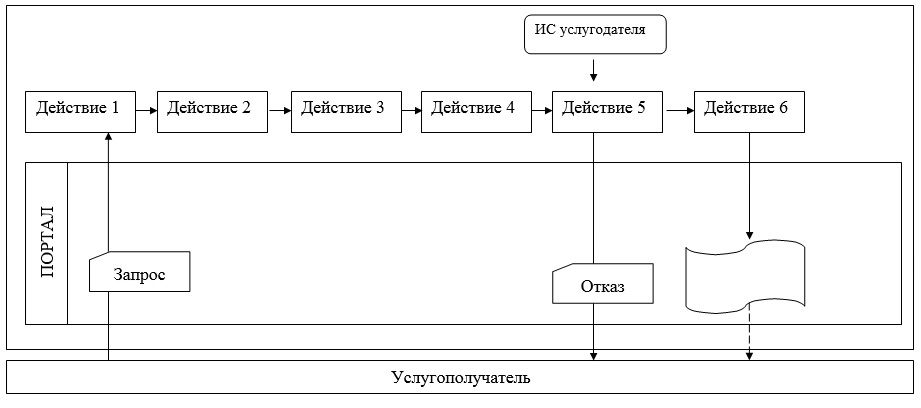 ИС услугодателя
Действие 1
Действие 2
Действие 3
Действие 4
Действие 5
Действие 6
ПОРТАЛ
Запрос
Отказ
Услугополучатель